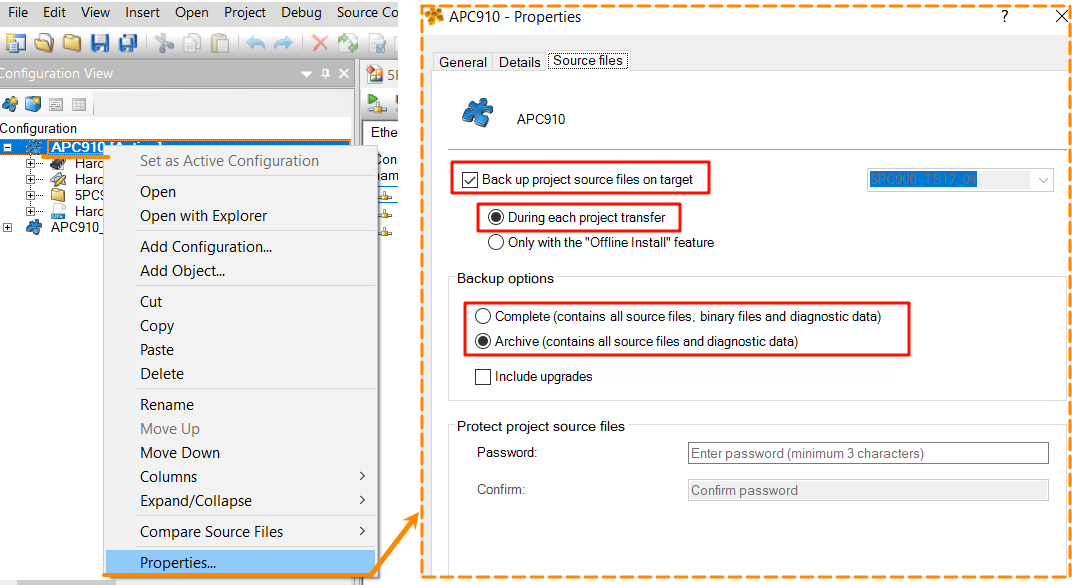 File Edit View Insert Open Project Debug Source Co
Configuration View
Configuration
APC910 [Active]
Hard
Hard
5PC9
Hard
APC910_
5P
Ethe
Con
nam
Set as Active Configuration
Open
Open with Explorer
Add Configuration...
Add Object...
Cut
Copy
Paste
Delete
Rename
Move Up
Move Down
Columns
Expand/Collapse
Compare Source Files
Properties...
APC910 - Properties
General Details Source files
APC910
Back up project source files on target
5PC900_TS17_04
During each project transfer
Only with the "Offline Install" feature
Backup options
Complete (contains all source files, binary files and diagnostic data)
Archive (contains all source files and diagnostic data)
Include upgrades
Protect project source files
Password:
Enter password (minimum 3 characters)
Confirm:
Confirm password